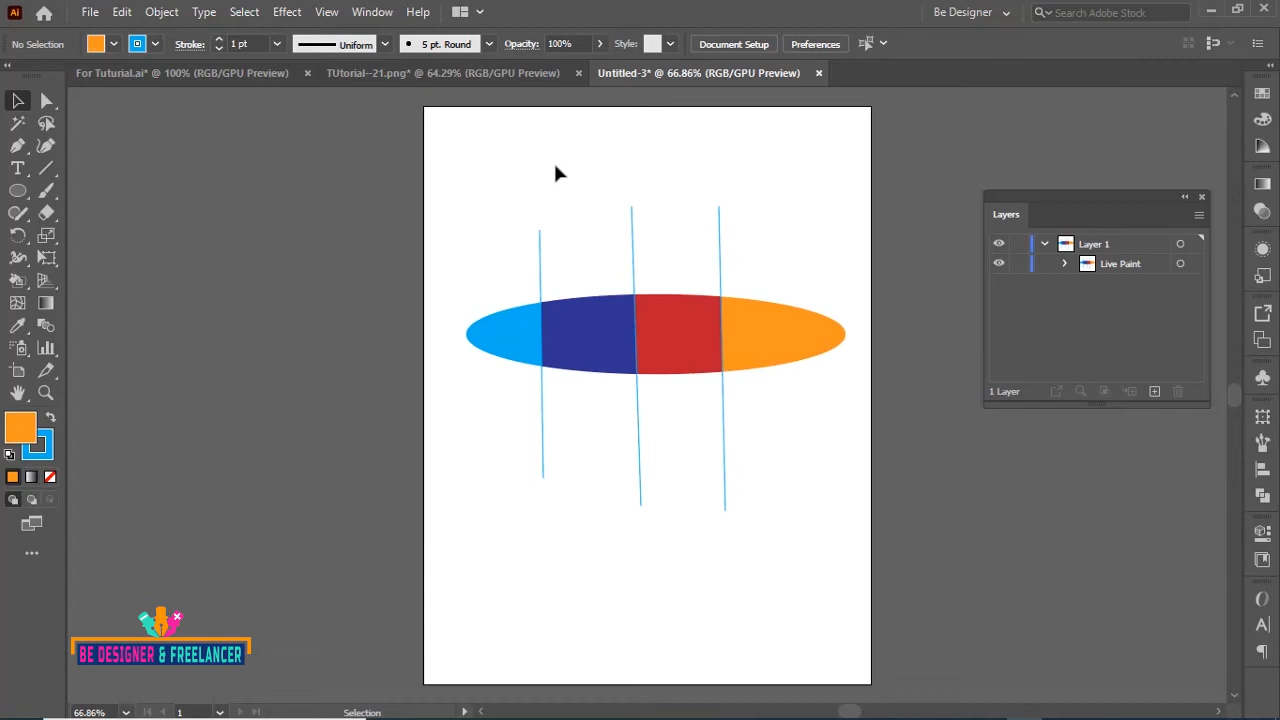 Ai File Edit Object Type Select Effect View Window Help Be Designer Search Adobe Stock
No Selection Stroke: 1 pt Uniform 5 pt. Round Opacity: 100% Style: Document Setup Preferences
For Tuturial.ai* @ 100% (RGB/GPU Preview) × TUtorial--21.png* @ 64.29% (RGB/GPU Preview) × Untitled-3* @ 66.86% (RGB/GPU Preview) ×
Layers
Layer 1
Live Paint
1 Layer
BE DESIGNER & FREELANCER
66.86% 1 Selection